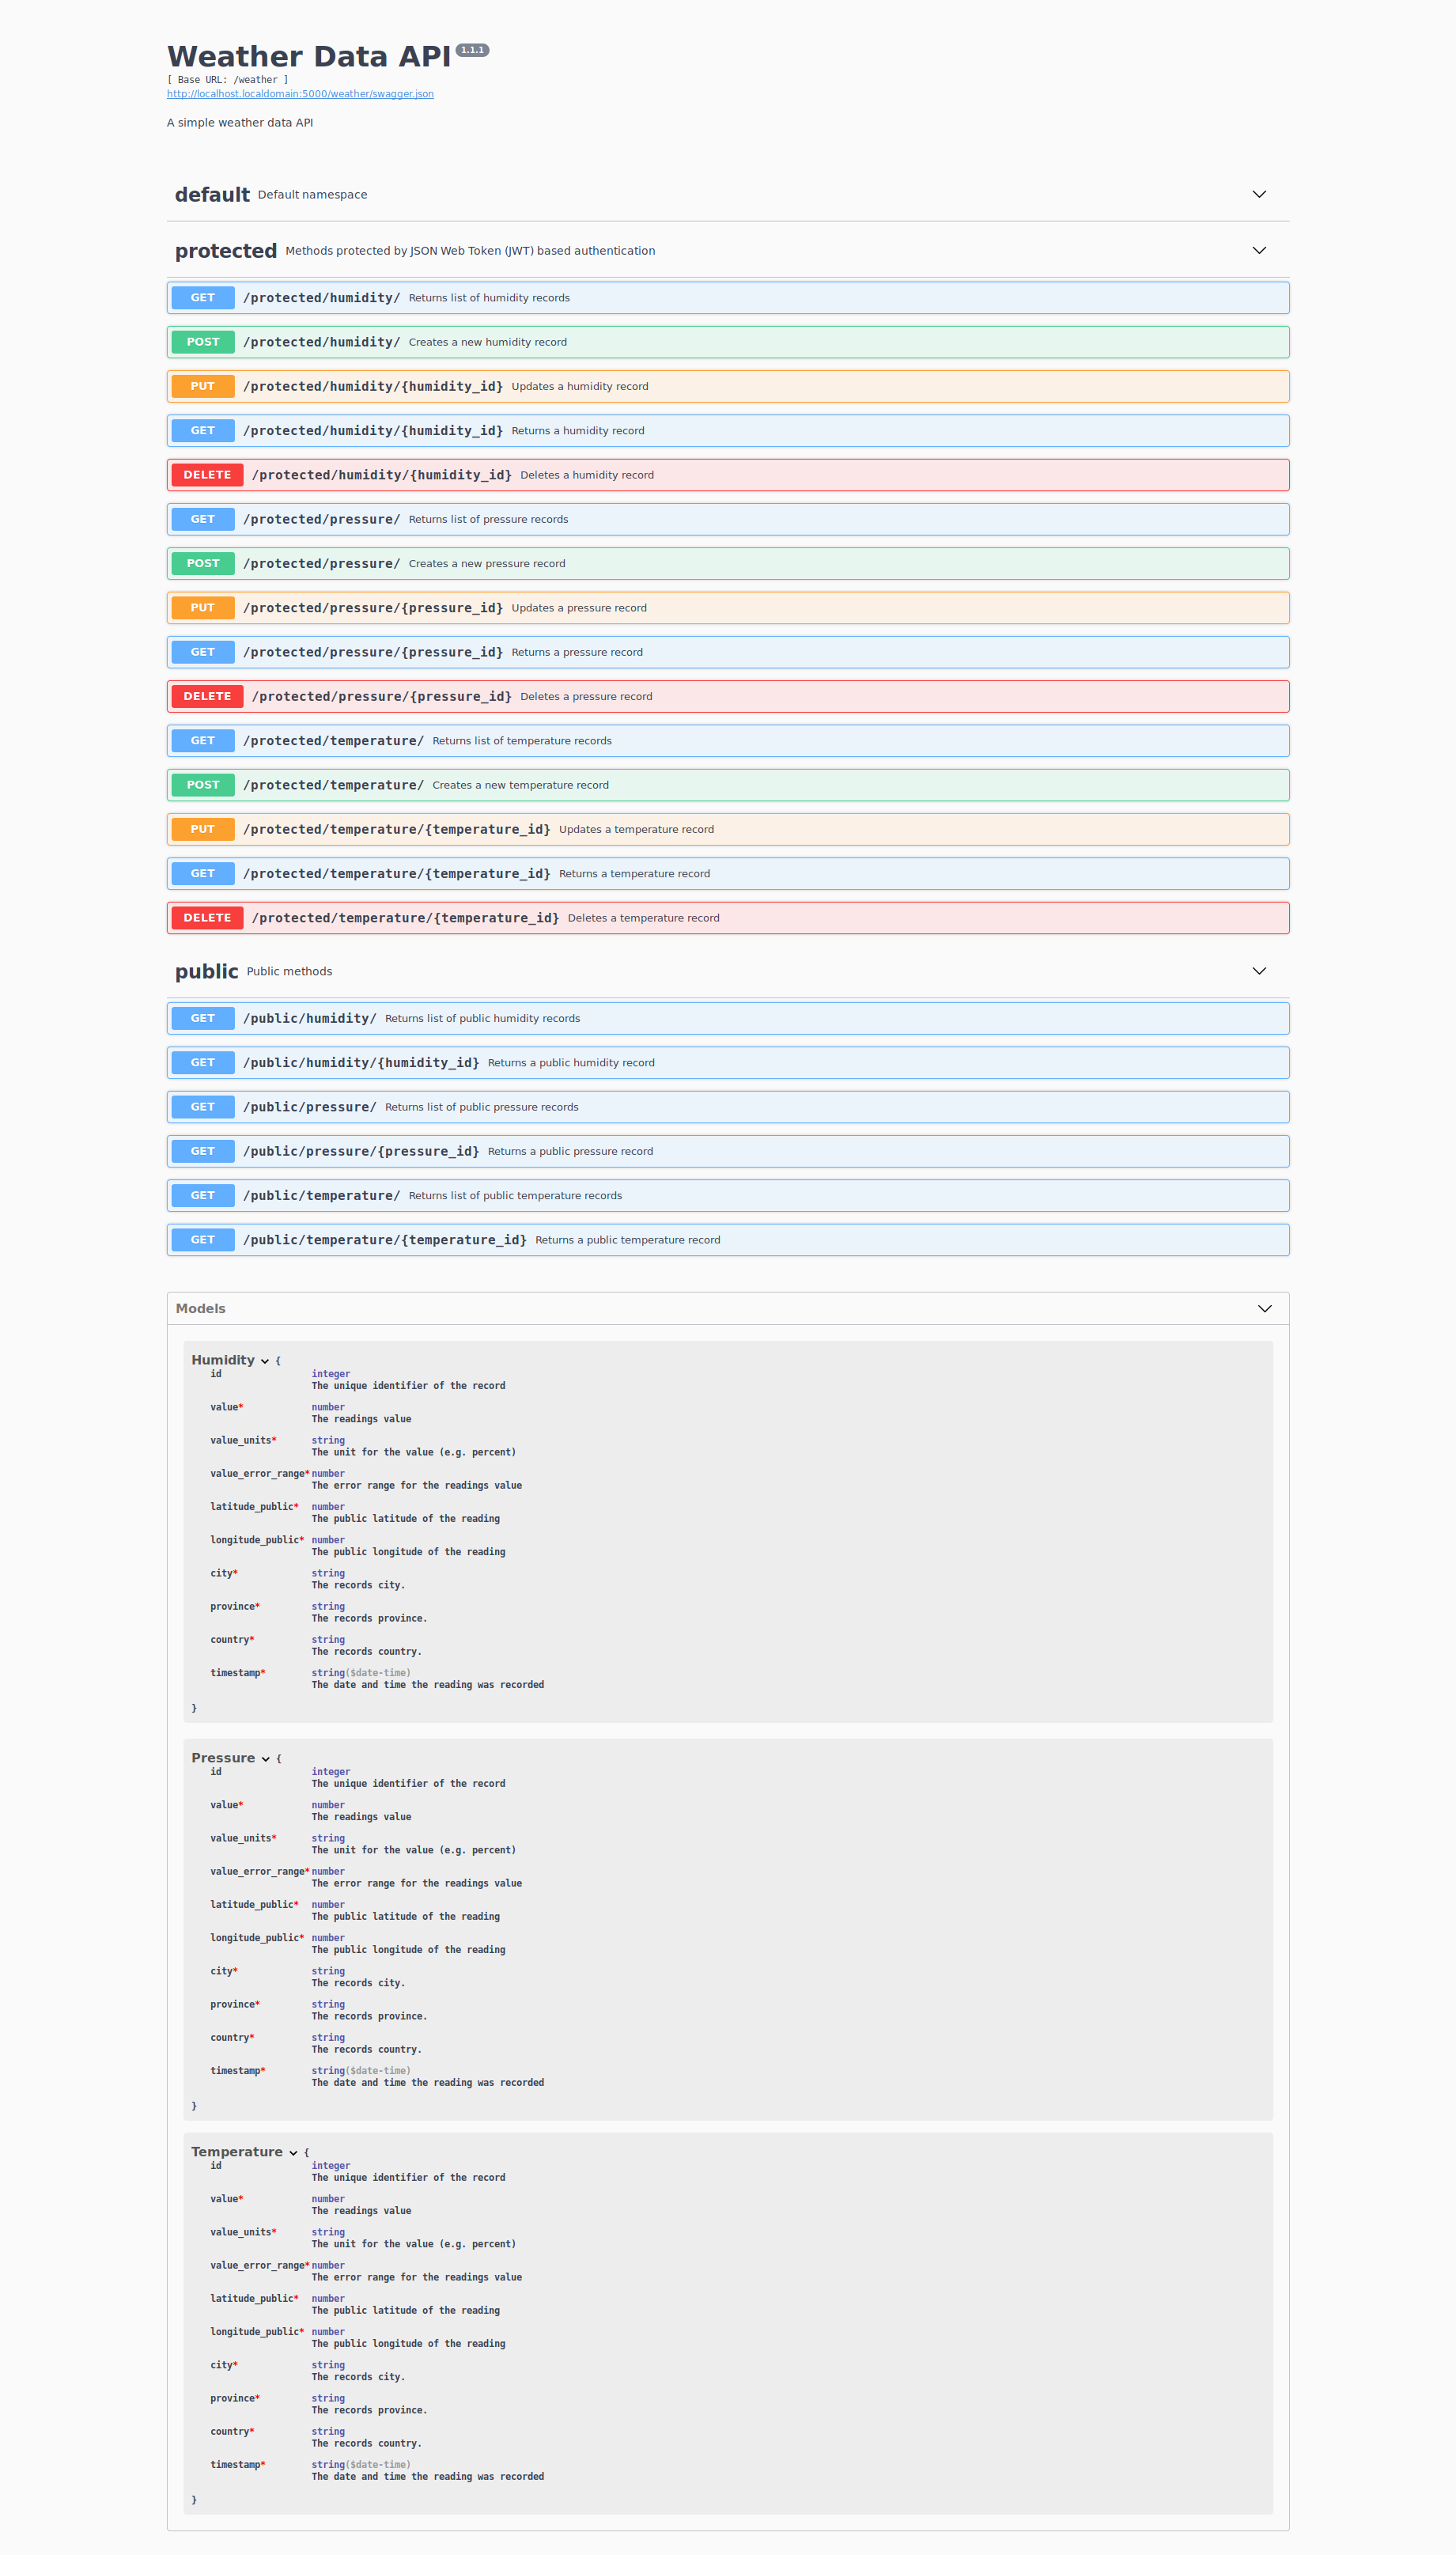 Weather Data API 1.1.1
[ Base URL: /weather ]
http://localhost.localdomain:5000/weather/swagger.json
A simple weather data API
default Default namespace
protected Methods protected by JSON Web Token (JWT) based authentication
GET /protected/humidity/ Returns list of humidity records
POST /protected/humidity/ Creates a new humidity record
PUT /protected/humidity/{humidity_id} Updates a humidity record
GET /protected/humidity/{humidity_id} Returns a humidity record
DELETE /protected/humidity/{humidity_id} Deletes a humidity record
GET /protected/pressure/ Returns list of pressure records
POST /protected/pressure/ Creates a new pressure record
PUT /protected/pressure/{pressure_id} Updates a pressure record
GET /protected/pressure/{pressure_id} Returns a pressure record
DELETE /protected/pressure/{pressure_id} Deletes a pressure record
GET /protected/temperature/ Returns list of temperature records
POST /protected/temperature/ Creates a new temperature record
PUT /protected/temperature/{temperature_id} Updates a temperature record
GET /protected/temperature/{temperature_id} Returns a temperature record
DELETE /protected/temperature/{temperature_id} Deletes a temperature record
public Public methods
GET /public/humidity/ Returns list of public humidity records
GET /public/humidity/{humidity_id} Returns a public humidity record
GET /public/pressure/ Returns list of public pressure records
GET /public/pressure/{pressure_id} Returns a public pressure record
GET /public/temperature/ Returns list of public temperature records
GET /public/temperature/{temperature_id} Returns a public temperature record
Models
Humidity {
id integer
The unique identifier of the record
value* number
The readings value
value_units* string
The unit for the value (e.g. percent)
value_error_range* number
The error range for the readings value
latitude_public* number
The public latitude of the reading
longitude_public* number
The public longitude of the reading
city* string
The records city.
province* string
The records province.
country* string
The records country.
timestamp* string($date-time)
The date and time the reading was recorded
}
Pressure {
id integer
The unique identifier of the record
value* number
The readings value
value_units* string
The unit for the value (e.g. percent)
value_error_range* number
The error range for the readings value
latitude_public* number
The public latitude of the reading
longitude_public* number
The public longitude of the reading
city* string
The records city.
province* string
The records province.
country* string
The records country.
timestamp* string($date-time)
The date and time the reading was recorded
}
Temperature {
id integer
The unique identifier of the record
value* number
The readings value
value_units* string
The unit for the value (e.g. percent)
value_error_range* number
The error range for the readings value
latitude_public* number
The public latitude of the reading
longitude_public* number
The public longitude of the reading
city* string
The records city.
province* string
The records province.
country* string
The records country.
timestamp* string($date-time)
The date and time the reading was recorded
}